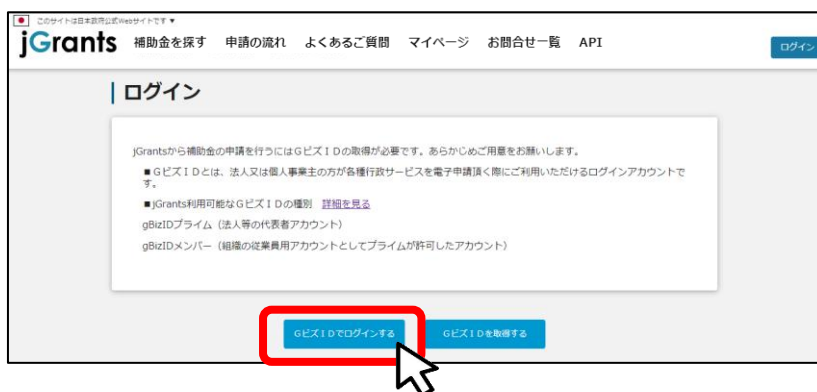 このサイトは日本政府公式Webサイトです ▼
jGrants 補助金を探す 申請の流れ よくあるご質問 マイページ お問合せ一覧 API ログイン
ログイン
jGrantsから補助金の申請を行うにはGビズIDの取得が必要です。あらかじめご用意をお願いします。
■GビズIDとは、法人又は個人事業主の方が各種行政サービスを電子申請頂く際にご利用いただけるログインアカウントで
す。
■jGrants利用可能なGビズIDの種別 詳細を見る
gBizIDプライム（法人等の代表者アカウント）
gBizIDメンバー（組織の従業員用アカウントとしてプライムが許可したアカウント）
GビズIDでログインする GビズIDを取得する